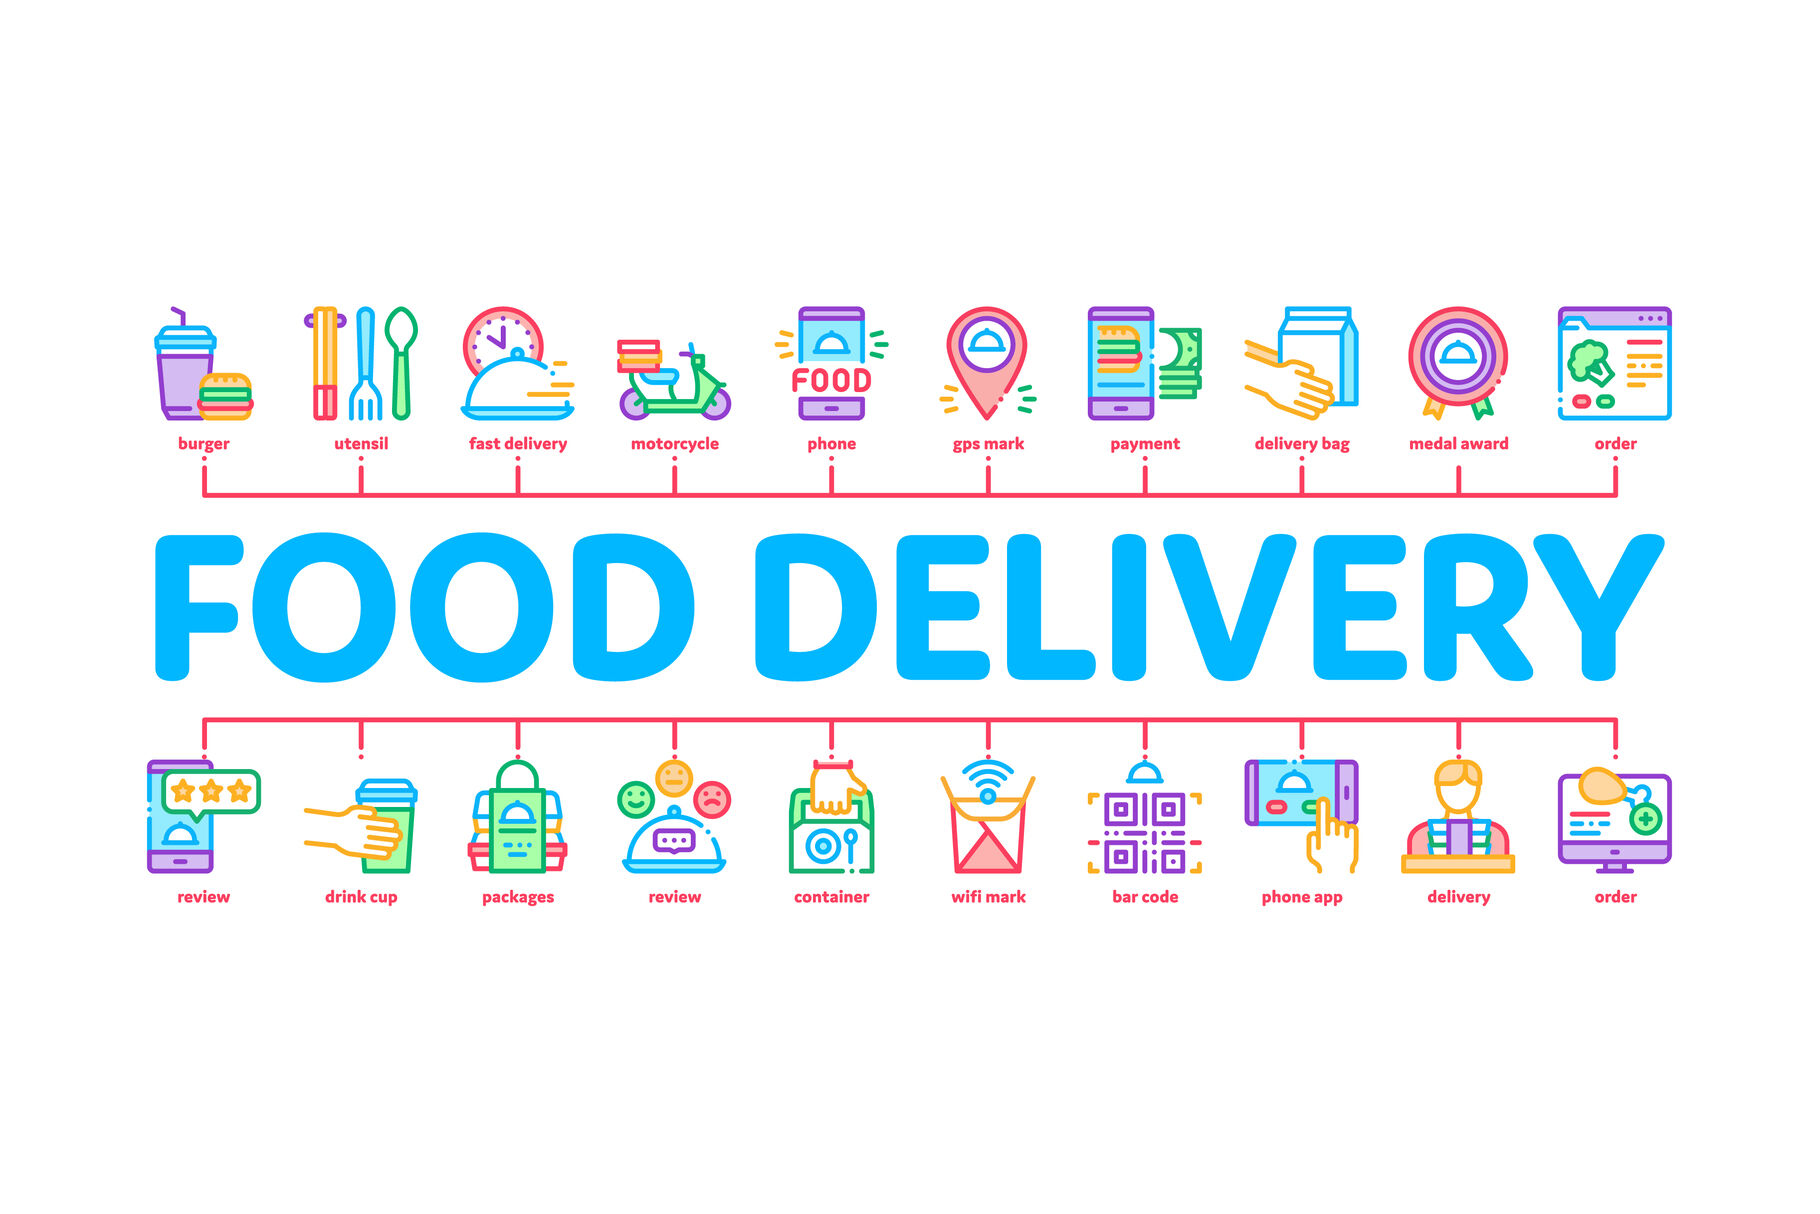 FOOD
burger utensil fast delivery motorcycle phone gps mark payment delivery bag medal award order
FOOD DELIVERY
review drink cup packages review container wifi mark bar code phone app delivery order